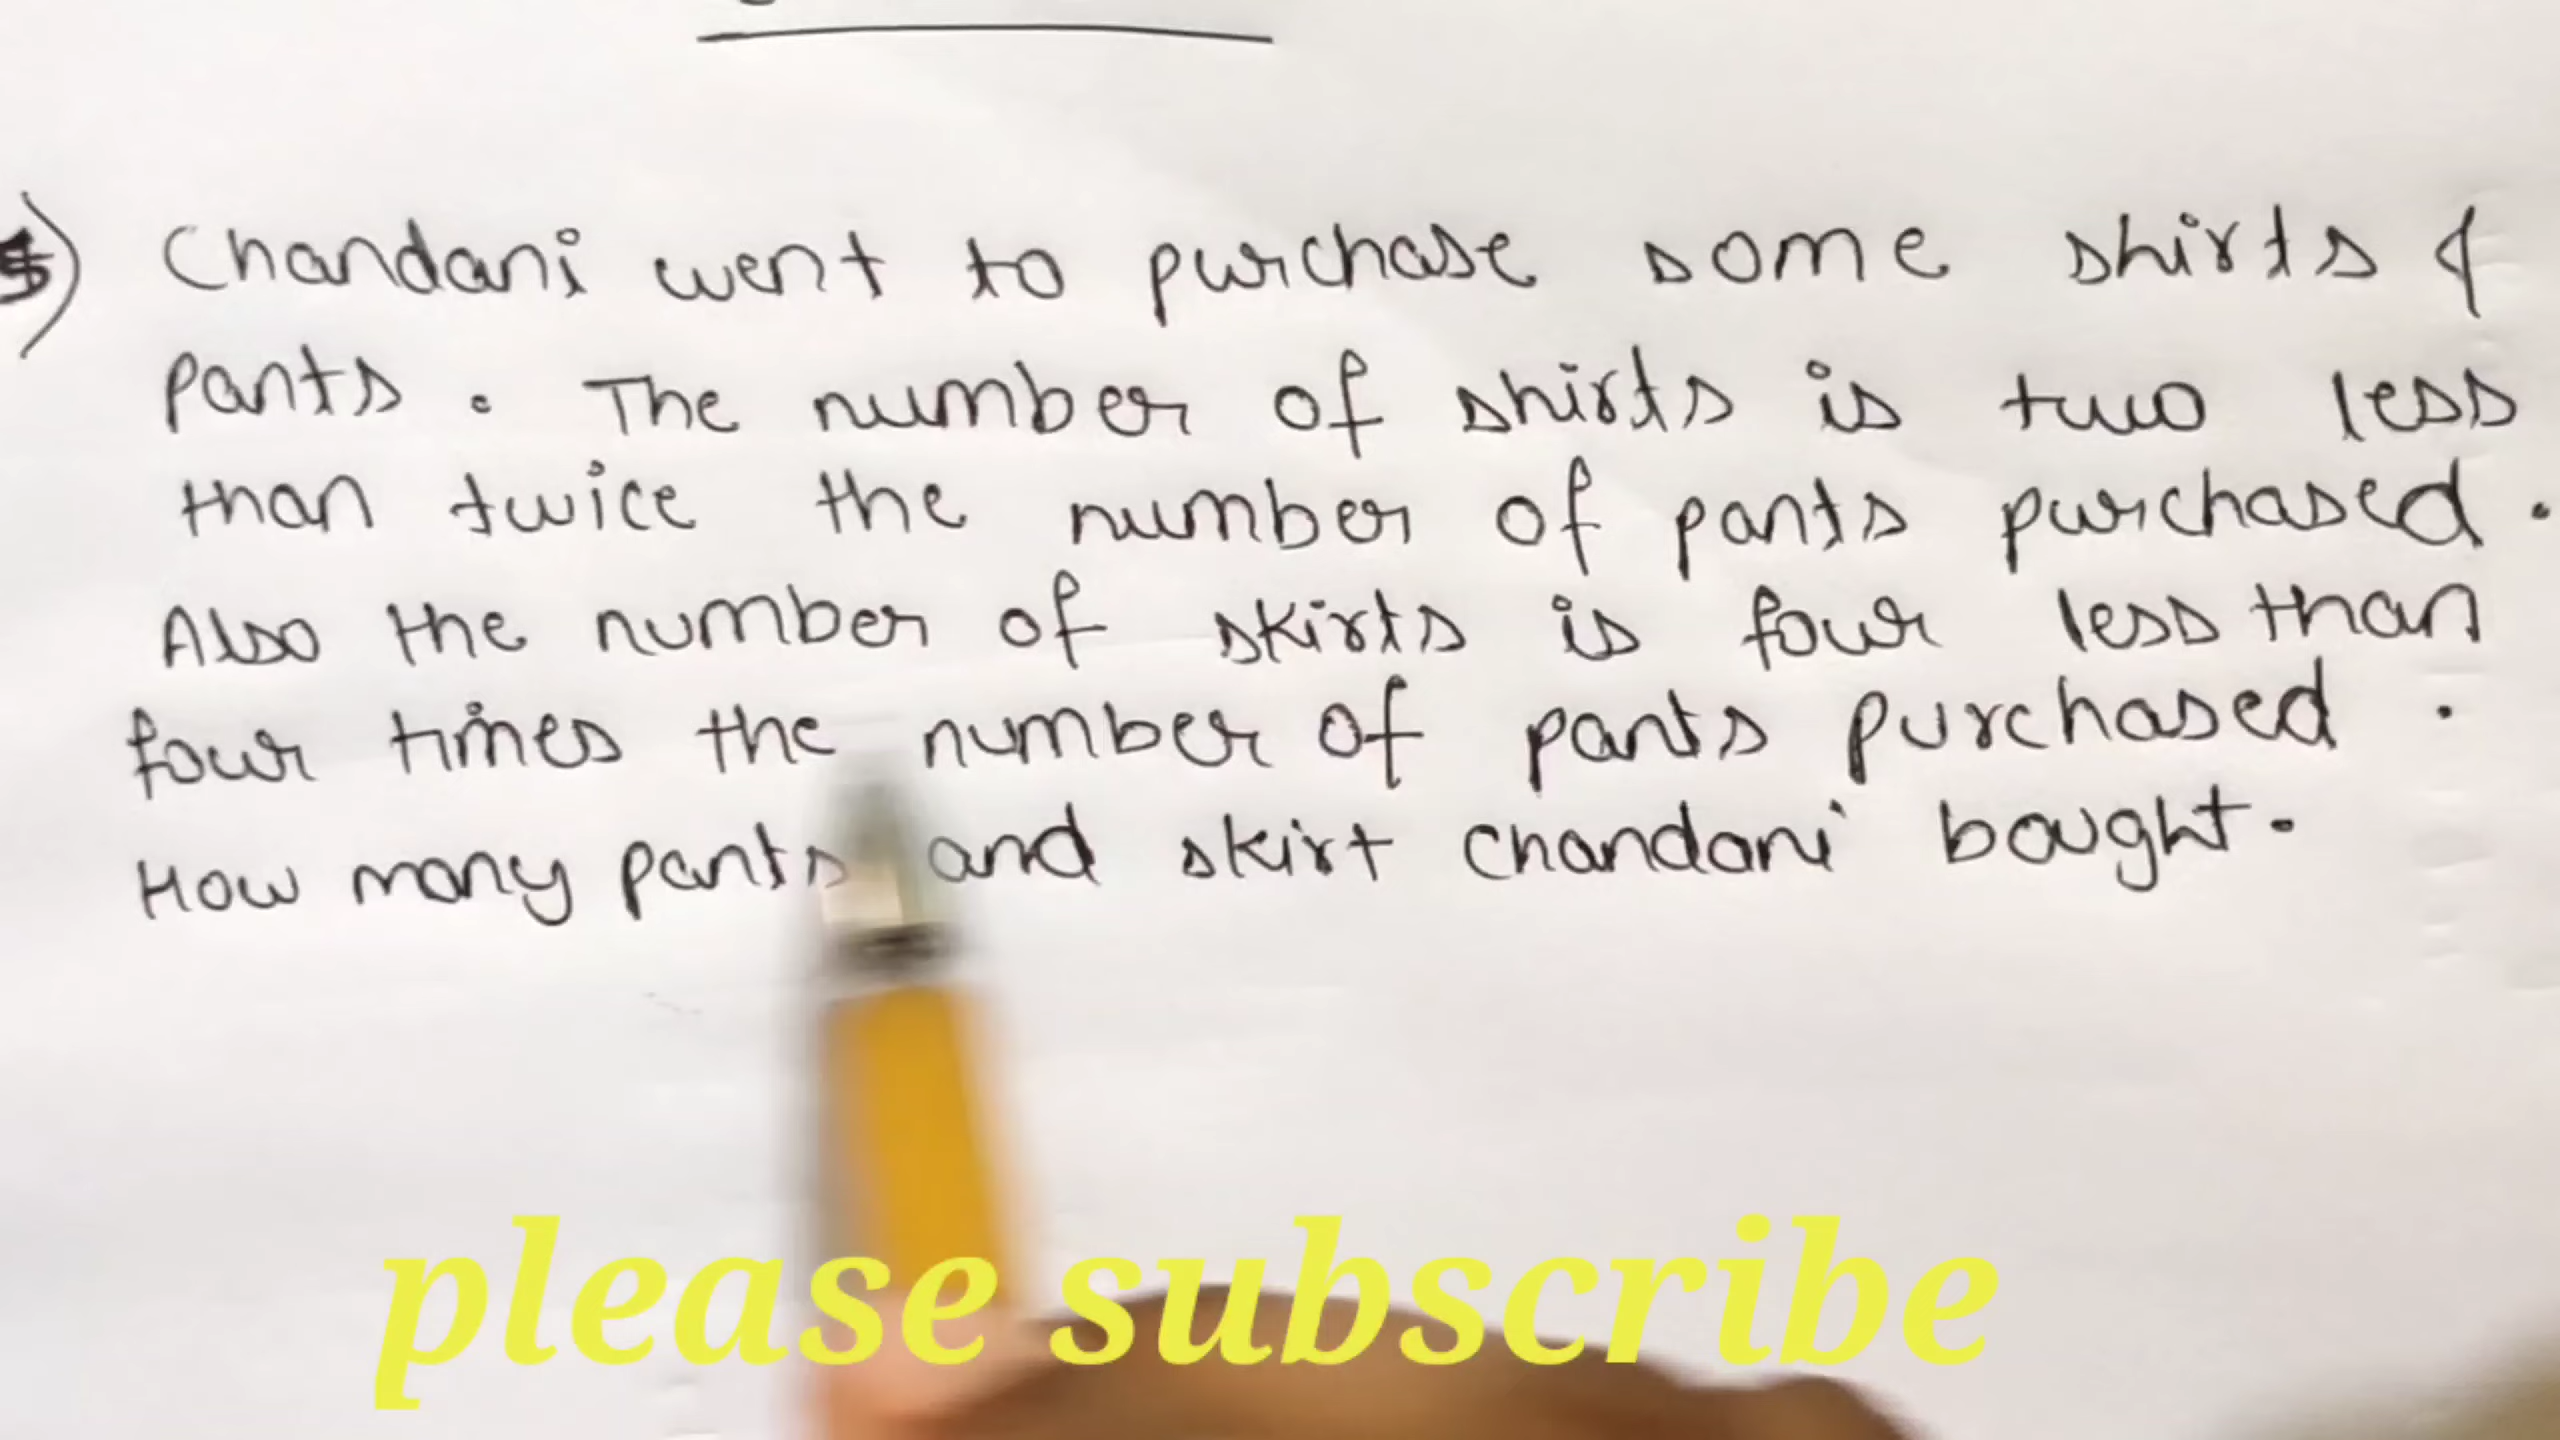 Chandani went to purchase some shirts &
pants. The number of shirts is two less
than twice the number of pants purchased.
Also the number of skirts is four less than
four times the number of pants purchased.
How many pants and skirt chandani bought.
please subscribe